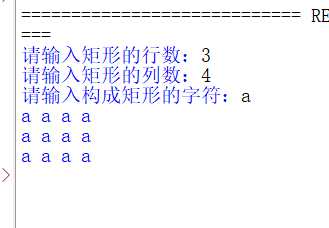 ============================ RE
===
请输入矩形的行数：3
请输入矩形的列数：4
请输入构成矩形的字符：a
a a a a
a a a a
a a a a